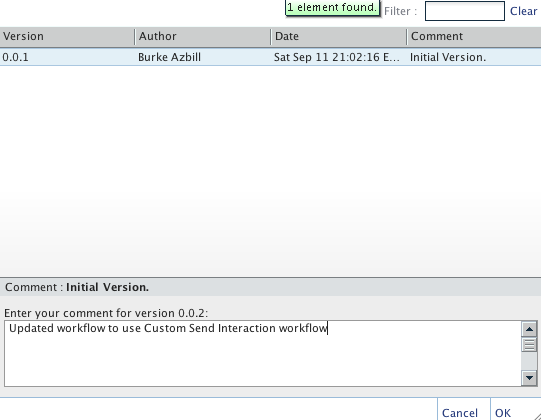 1 element found. Filter : Clear
Version Author Date Comment
0.0.1 Burke Azbill Sat Sep 11 21:02:16 E... Initial Version.
Comment : Initial Version.
Enter your comment for version 0.0.2:
Updated workflow to use Custom Send Interaction workflow
Cancel OK